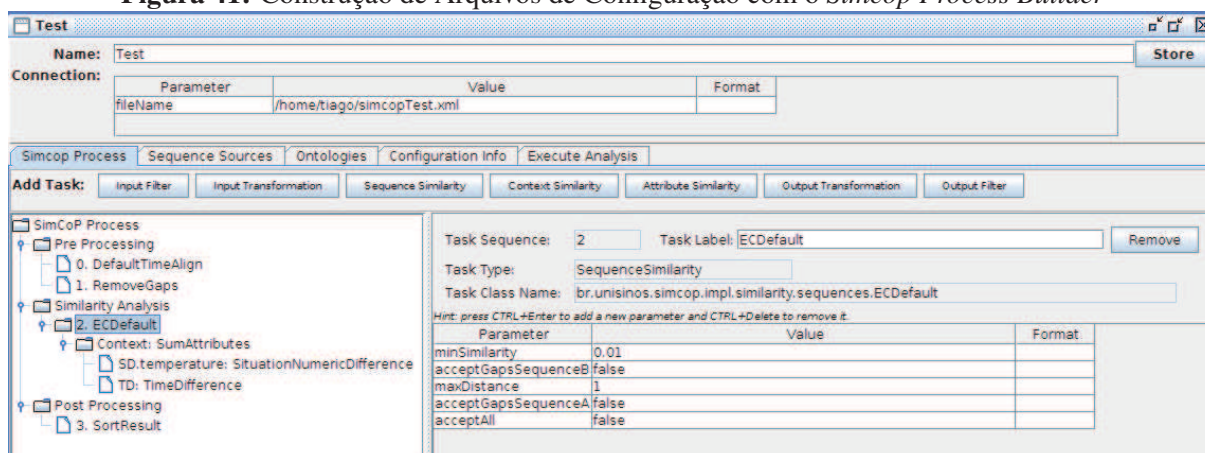 Figura 41: Construção de Arquivos de Configuração com o Simcop Process Builder
Test
Name: Test Store
Connection:
Parameter Value Format
fileName /home/tiago/simcopTest.xml
Simcop Process Sequence Sources Ontologies Configuration Info Execute Analysis
Add Task: Input Filter Input Transformation Sequence Similarity Context Similarity Attribute Similarity Output Transformation Output Filter
SimCoP Process
Pre Processing
0. DefaultTimeAlign
1. RemoveGaps
Similarity Analysis
2. ECDefault
Context: SumAttributes
SD.temperature: SituationNumericDifference
TD: TimeDifference
Post Processing
3. SortResult
Task Sequence: 2 Task Label: ECDefault Remove
Task Type: SequenceSimilarity
Task Class Name: br.unisinos.simcop.impl.similarity.sequences.ECDefault
Hint: press CTRL+Enter to add a new parameter and CTRL+Delete to remove it.
Parameter Value Format
minSimilarity 0.01
acceptGapsSequenceB false
maxDistance 1
acceptGapsSequenceA false
acceptAll false